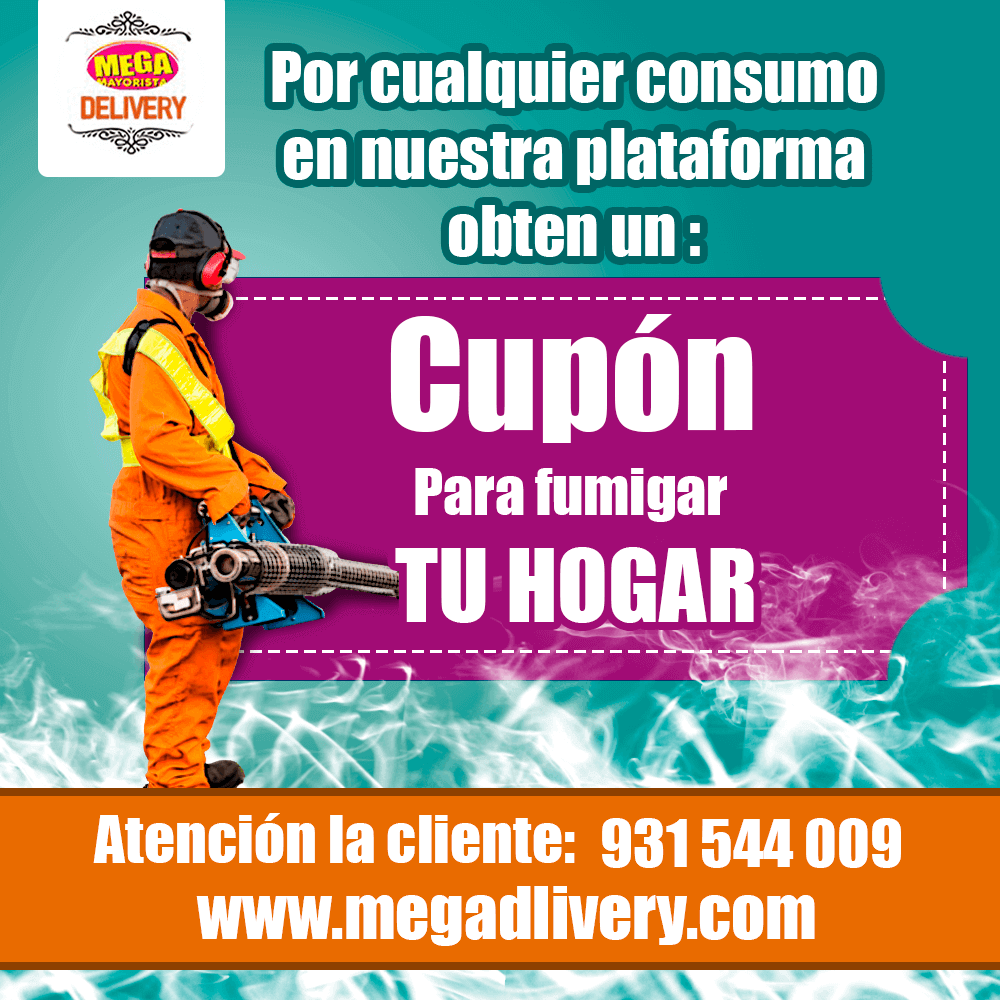 MEGA
MAYORISTA
DELIVERY
Por cualquier consumo
en nuestra plataforma
obten un :
Cupón
Para fumigar
TU HOGAR
Atención la cliente: 931 544 009
www.megadlivery.com